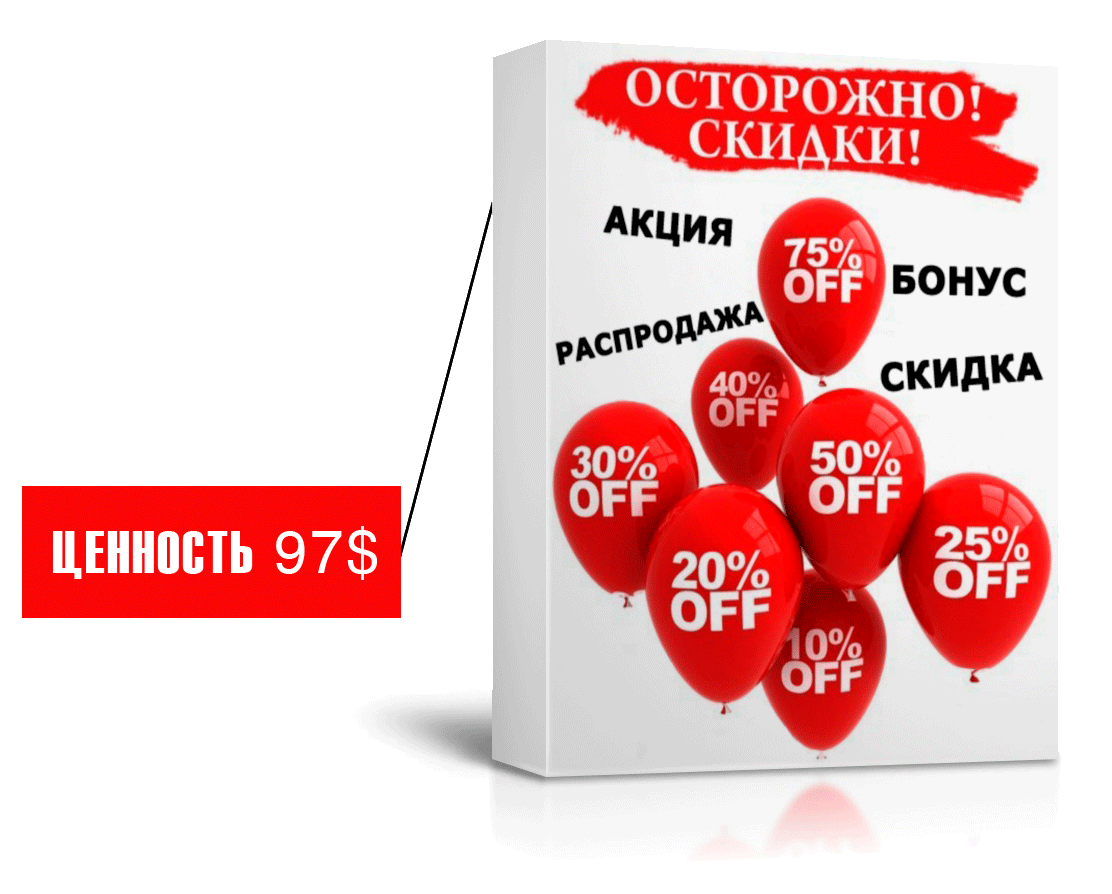 ОСТОРОЖНО!
СКИДКИ!
АКЦИЯ
75%
OFF
БОНУС
РАСПРОДАЖА
СКИДКА
40%
OFF
30%
OFF
50%
OFF
20%
OFF
25%
OFF
10%
OFF
ЦЕННОСТЬ 97$